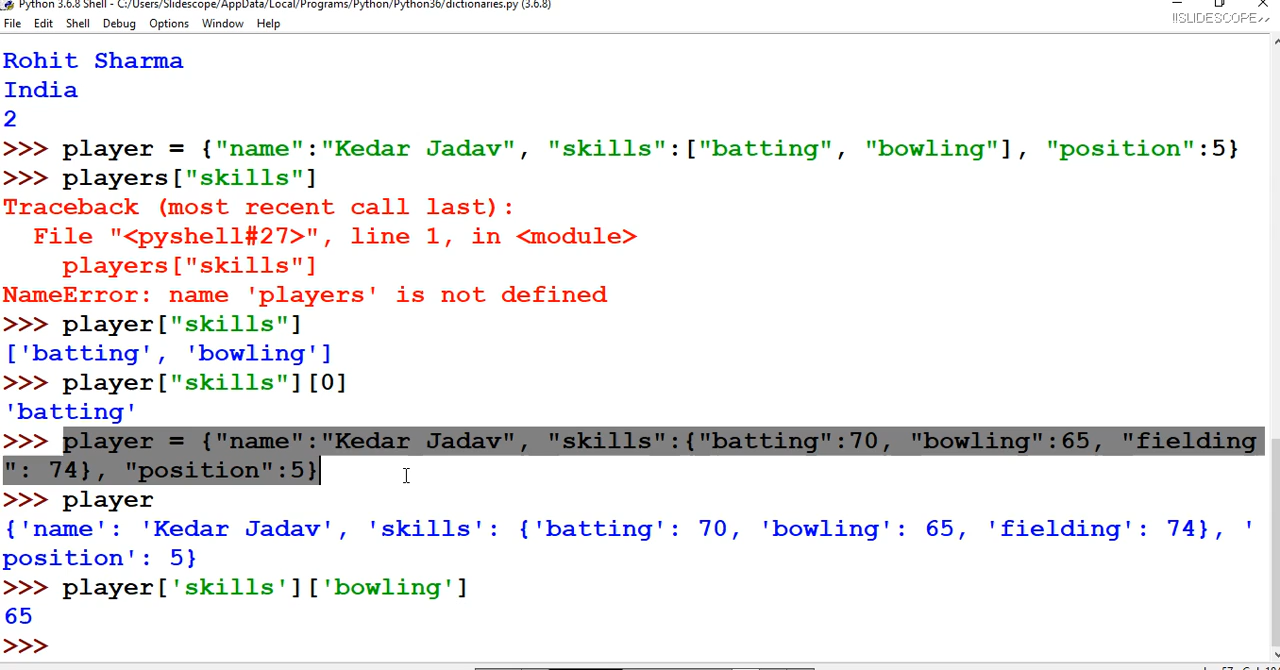 Python 3.6.8 Shell - C:/Users/Slidescope/AppData/Local/Programs/Python/Python36/dictionaries.py (3.6.8)
File Edit Shell Debug Options Window Help
!!SLIDESCOPE
Rohit Sharma
India
2
>>> player = {"name":"Kedar Jadav", "skills":["batting", "bowling"], "position":5}
>>> players["skills"]
Traceback (most recent call last):
  File "<pyshell#27>", line 1, in <module>
    players["skills"]
NameError: name 'players' is not defined
>>> player["skills"]
['batting', 'bowling']
>>> player["skills"][0]
'batting'
>>> player = {"name":"Kedar Jadav", "skills":{"batting":70, "bowling":65, "fielding
": 74}, "position":5}
>>> player
{'name': 'Kedar Jadav', 'skills': {'batting': 70, 'bowling': 65, 'fielding': 74}, '
position': 5}
>>> player['skills']['bowling']
65
>>>